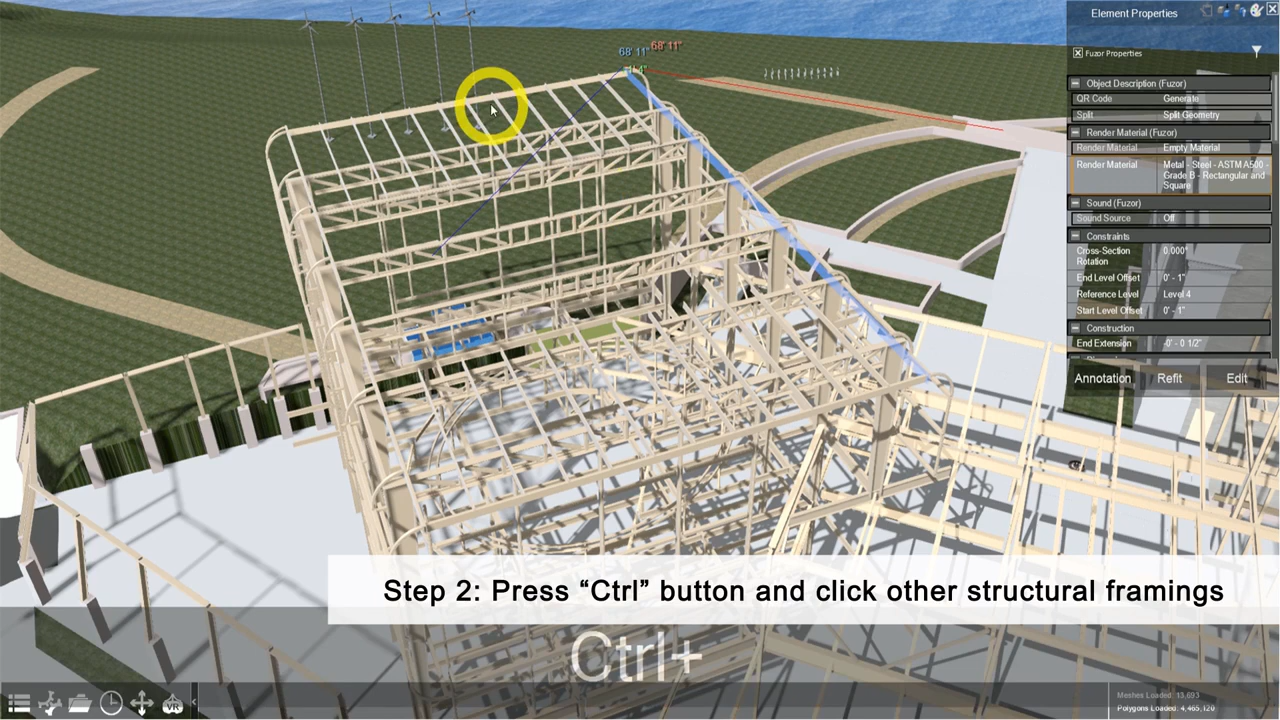 Element Properties
Fuzor Properties
68' 11" 68' 11"
Object Description (Fuzor)
QR Code Generate
Split Split Geometry
Render Material (Fuzor)
Render Material Empty Material
Render Material Metal - Steel - ASTM A500 -
Grade B - Rectangular and
Square
Sound (Fuzor)
Sound Source Off
Constraints
Cross-Section 0.000°
Rotation
End Level Offset 0' - 1"
Reference Level Level 4
Start Level Offset 0' - 1"
Construction
End Extension -0' - 0 1/2"
Annotation Refit Edit
Step 2: Press “Ctrl” button and click other structural framings
Ctrl+
VR
Meshes Loaded: 13,693
Polygons Loaded: 4,465,120